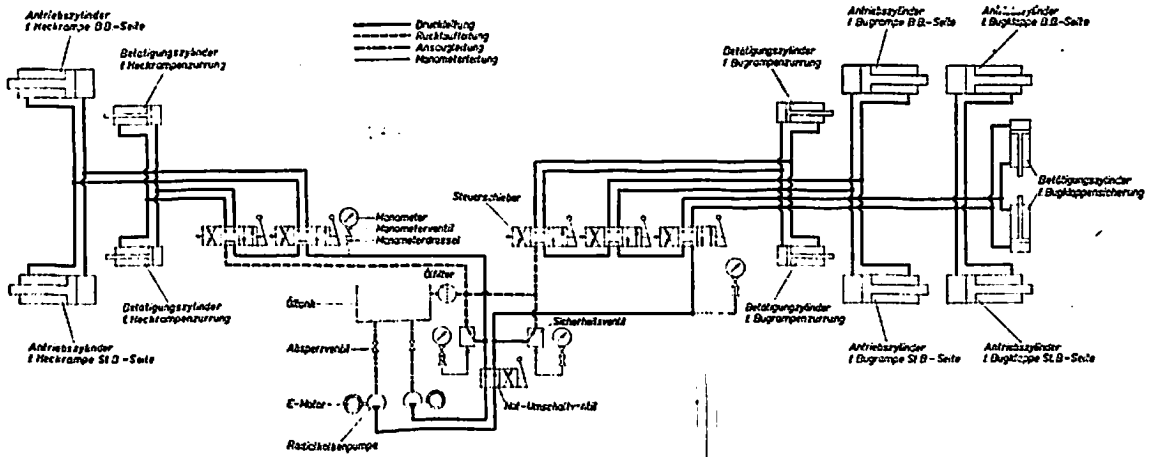 Antriebszylinder
f. Heckrampe B.B.-Seite
Betätigungszylinder
f. Heckrampenzurrung
Druckleitung
Rücklaufleitung
Ansaugleitung
Manometerleitung
Betätigungszylinder
f. Bugrampenzurrung
Antriebszylinder
f. Bugrampe B.B.-Seite
Antriebszylinder
f. Bugklappe B.B.-Seite
Steuerschieber
Betätigungszylinder
f. Bugklappensicherung
Manometer
Manometerventil
Manometerdrossel
Ölfilter
Öltank
Sicherheitsventil
Absperrventil
E-Motor
Radialkolbenpumpe
Not-Umschaltventil
Betätigungszylinder
f. Heckrampenzurrung
Antriebszylinder
f. Heckrampe St.B.-Seite
Betätigungszylinder
f. Bugrampenzurrung
Antriebszylinder
f. Bugrampe St.B-Seite
Antriebszylinder
f. Bugklappe St.B-Seite